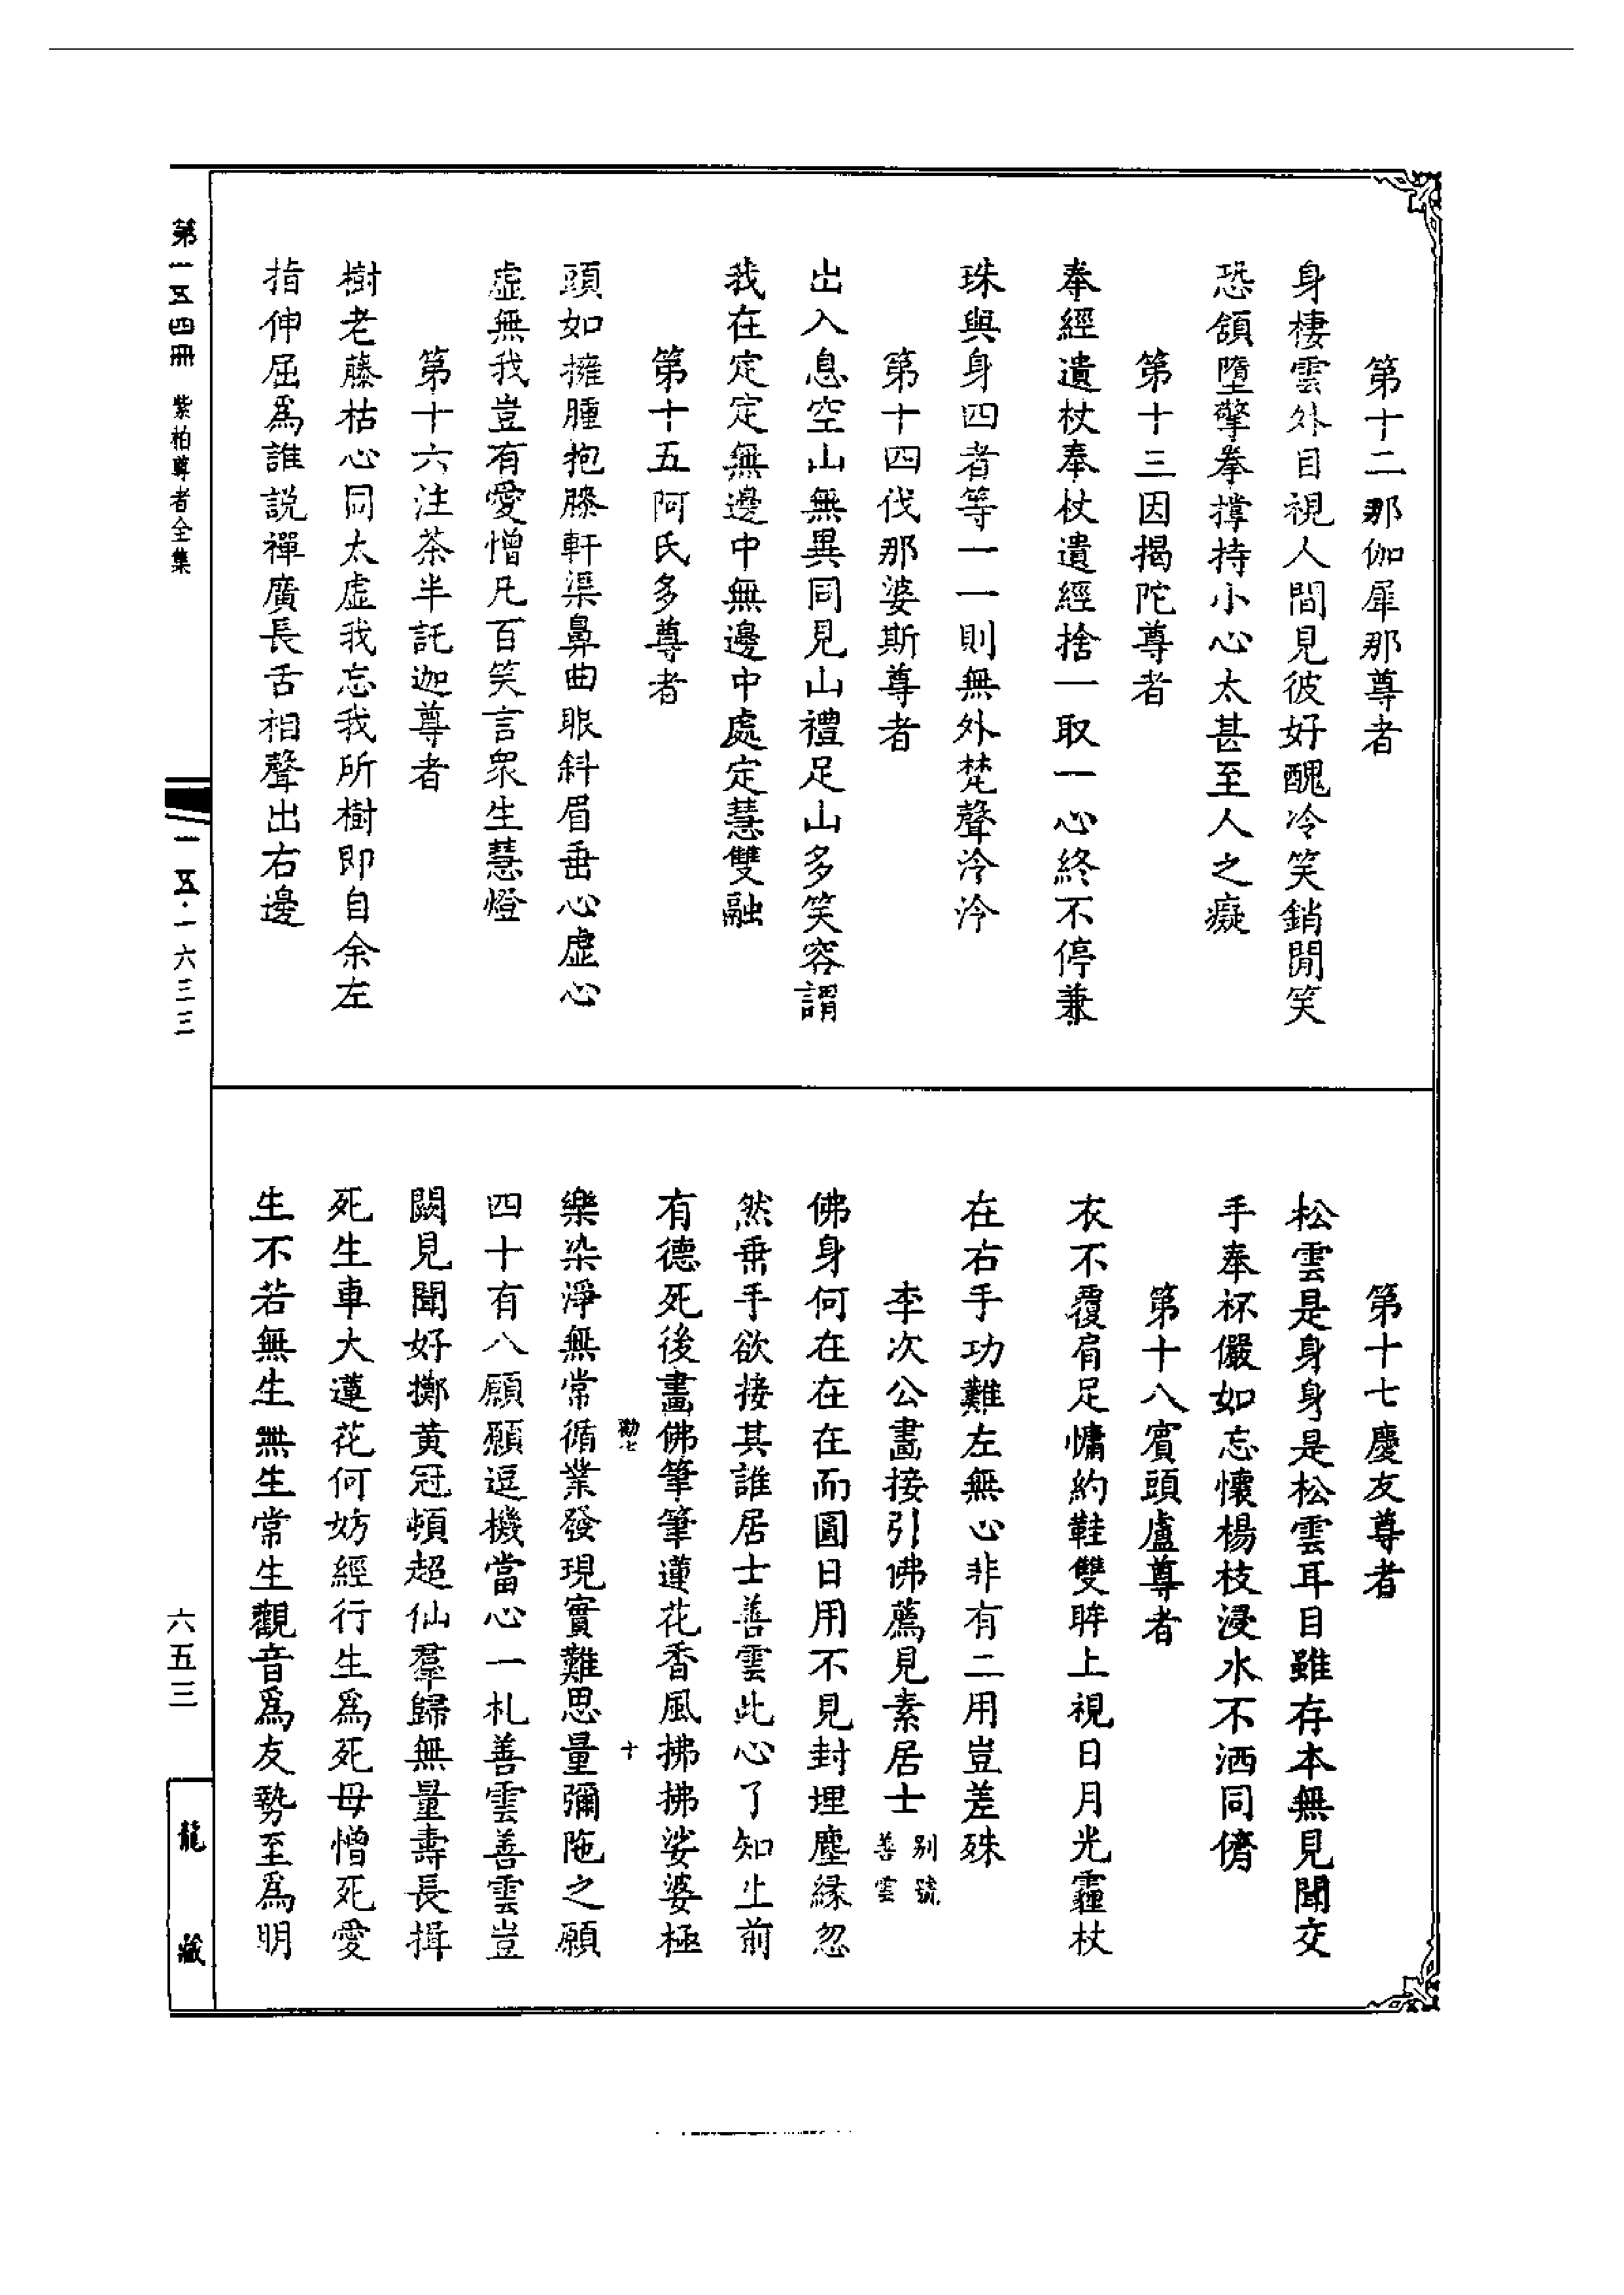 第十二那伽犀那尊者
身棲雲外目視人間見彼好醜冷笑銷閒笑
恐頷墮擎拳撐持小心太甚至人之癡
第十三因揭陀尊者
奉經遺杖奉杖遺經捨一取一心終不停兼
珠與身四者等一一則無外梵聲泠泠
第十四伐那婆斯尊者
出入息空山無異同見山禮足山多笑容謂
我在定定無邊中無邊中處定慧雙融
第十五阿氏多尊者
頭如擁腫抱膝軒渠鼻曲眼斜眉垂心虛心
虛無我豈有愛憎凡百笑言衆生慧燈
第十六注茶半託迦尊者
樹老藤枯心同太虛我忘我所樹即自余左
指伸屈爲誰說禪廣長舌相聲出右邊
第十七慶友尊者
松雲是身身是松雲耳目雖存本無見聞交
手奉袮儼如忘懷楊枝浸水不洒同儕
第十八賓頭盧尊者
衣不覆肩足慵約鞋雙眸上視日月光霾杖
在右手功難左無心非有二用豈差殊
李次公畫接引佛薦見素居士別號善雲
佛身何在在在而圓日用不見封埋塵緣忽
然乗手欲接其誰居士善雲此心了知止前
有德死後畫佛筆筆蓮花香風拂拂娑婆極
樂染淨無常循業發現實難思量彌陁之願
四十有八願願逗機當心一札善雲善雲豈
闕見聞好擲黄冠頓超仙羣歸無量壽長揖
死生車大蓮花何妨經行生爲死母憎死愛
生不若無生無生常生觀音爲友勢至爲明
勒七
十
第一五四冊 紫柏尊者全集
一五·一六三三
六五三
龍藏